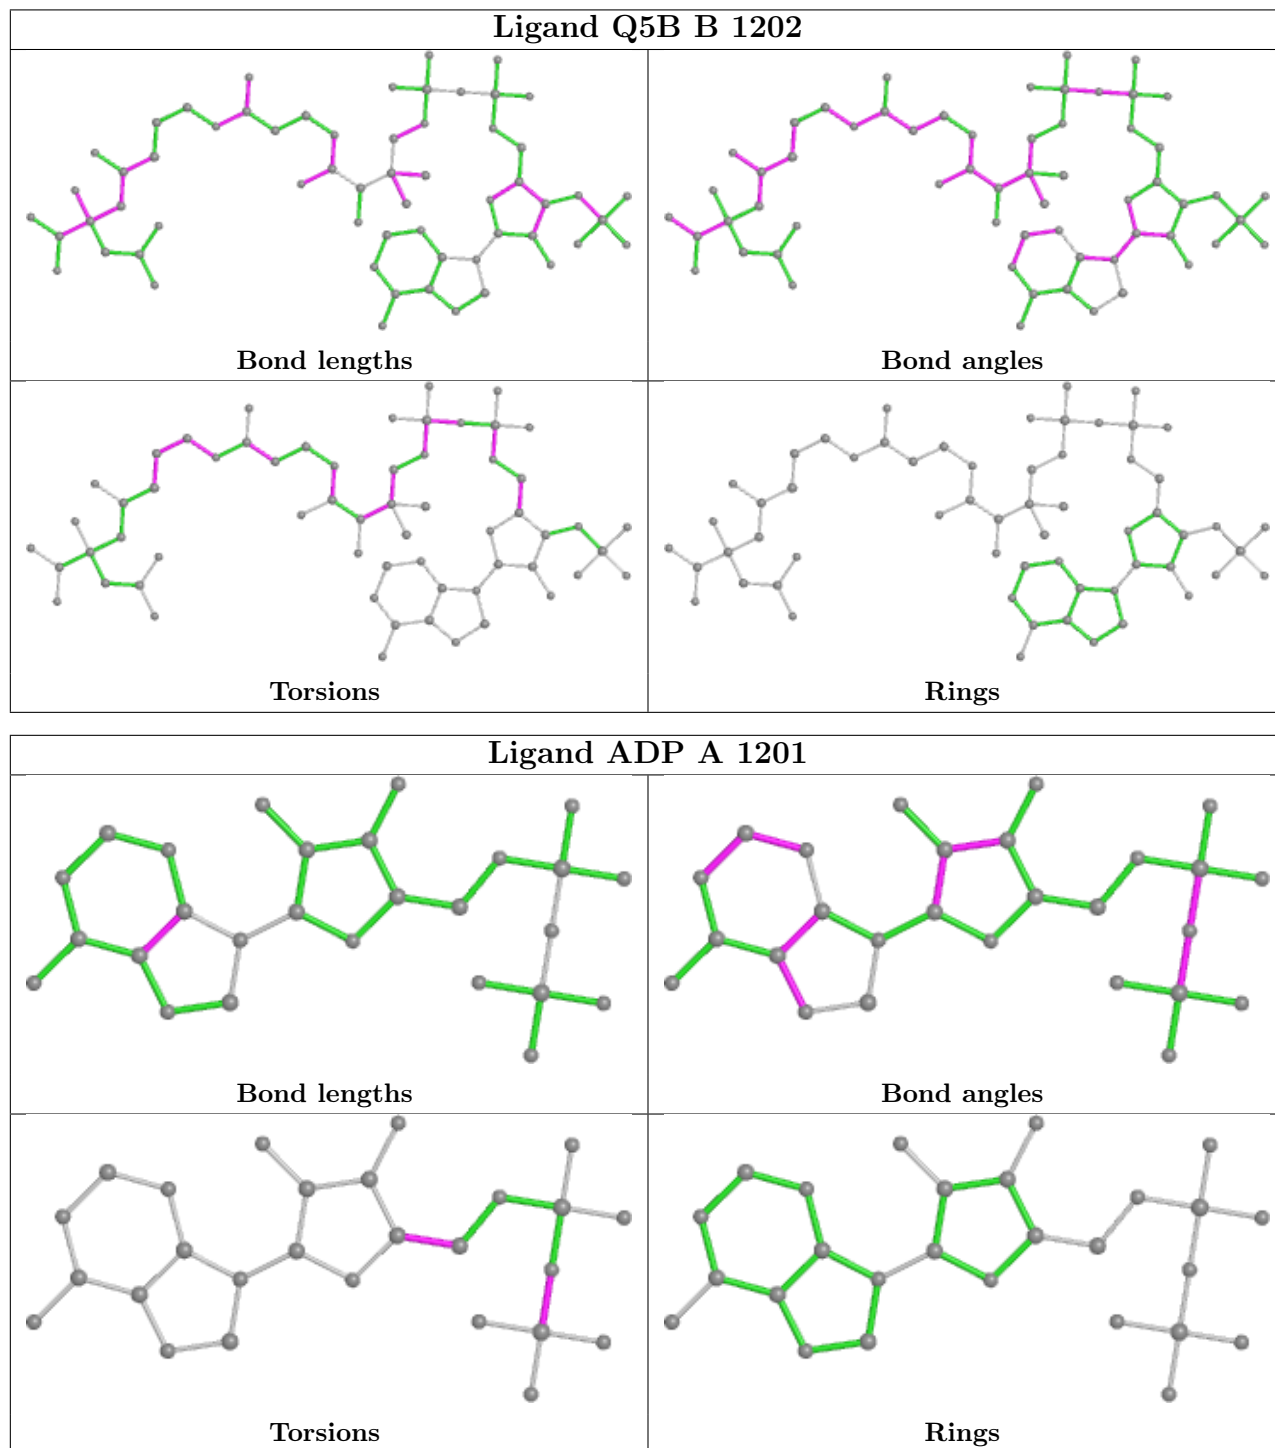 Ligand Q5B B 1202
Bond lengths
Bond angles
Torsions
Rings
Ligand ADP A 1201
Bond lengths
Bond angles
Torsions
Rings